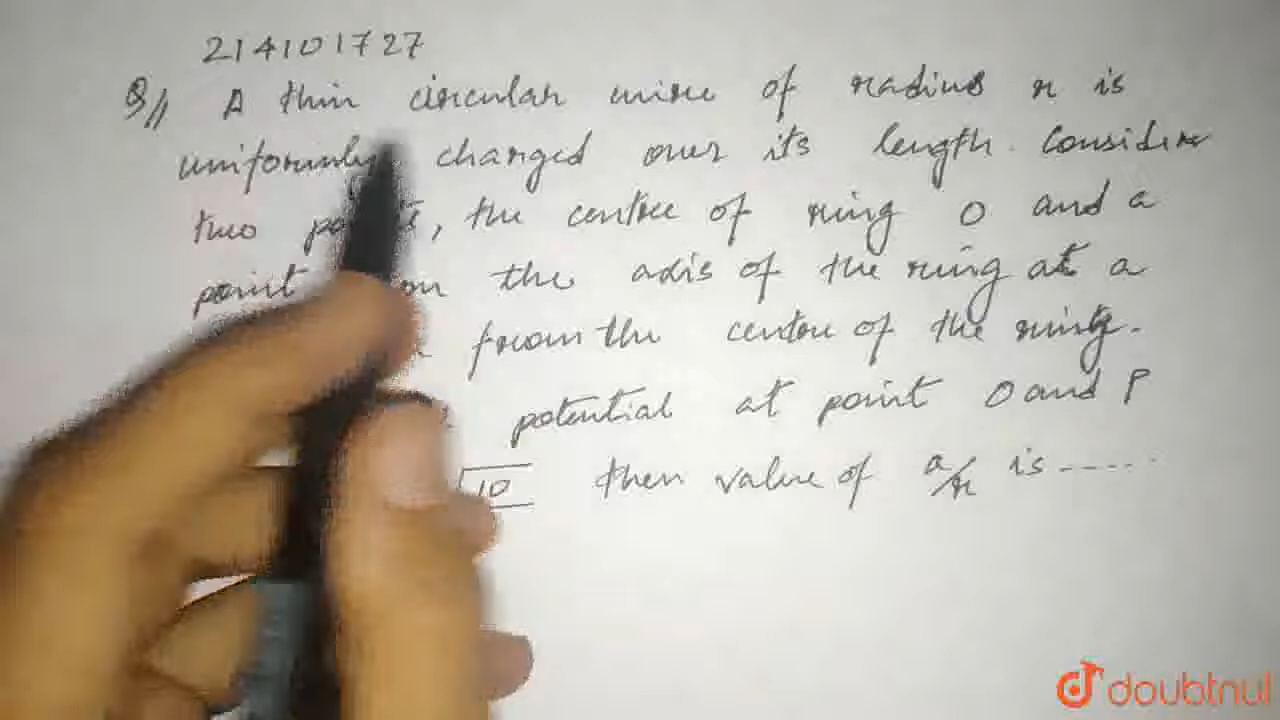 214101727
Q// A thin circular wire of radius r is
uniformly charged over its length. Consider
two, the centre of ring O and a
point on the axis of the ring at a
from the centre of the ring.
potential at point O and P
√10 then value of a/r is -----
doubtnut